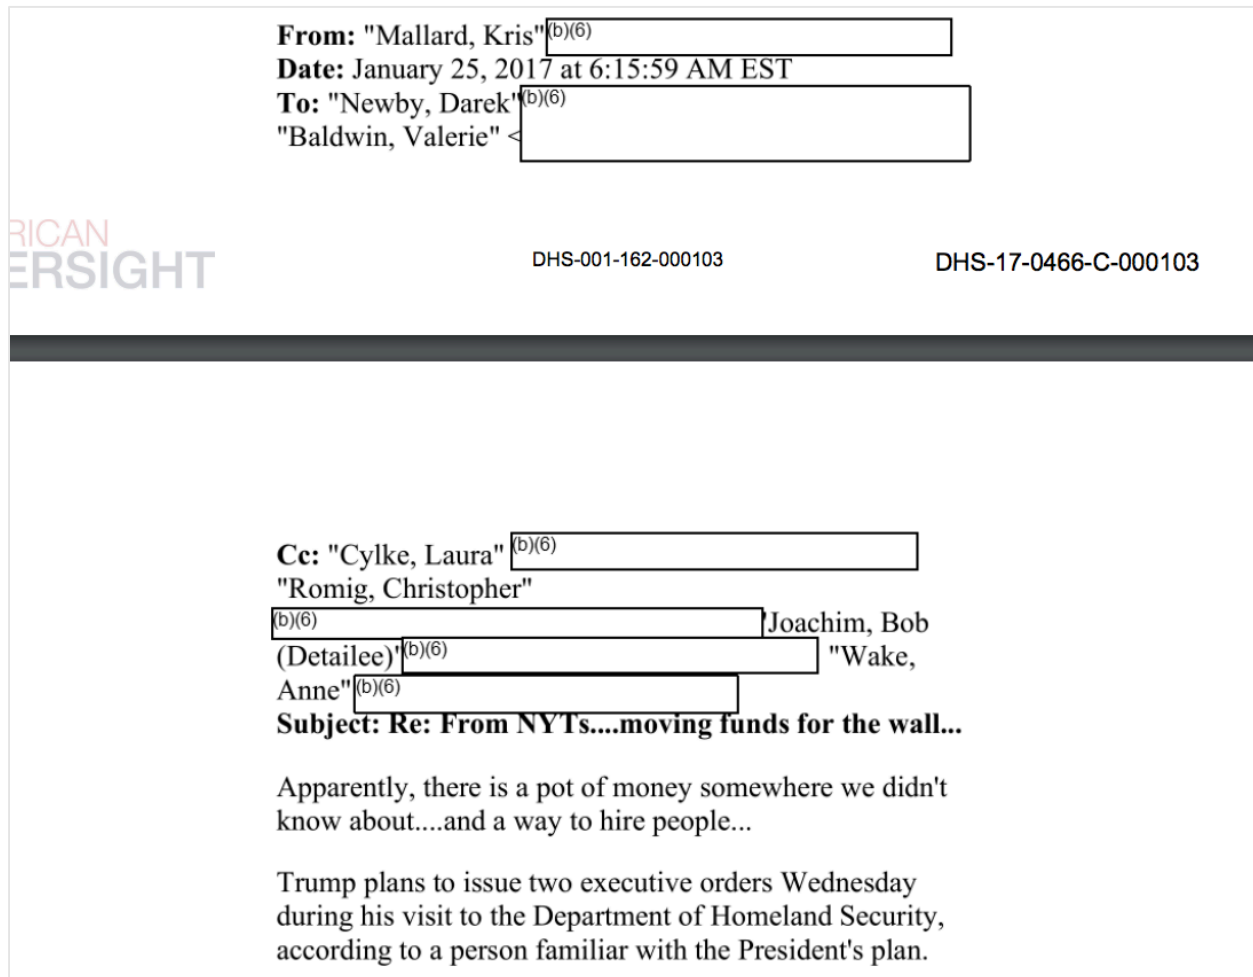 From: "Mallard, Kris" (b)(6)
Date: January 25, 2017 at 6:15:59 AM EST
To: "Newby, Darek" (b)(6)
"Baldwin, Valerie" <
RICAN
ERSIGHT
DHS-001-162-000103
DHS-17-0466-C-000103
Cc: "Cylke, Laura" (b)(6)
"Romig, Christopher"
(b)(6) "Joachim, Bob
(Detailee)" (b)(6) "Wake,
Anne" (b)(6)
Subject: Re: From NYTs....moving funds for the wall...
Apparently, there is a pot of money somewhere we didn't
know about....and a way to hire people...
Trump plans to issue two executive orders Wednesday
during his visit to the Department of Homeland Security,
according to a person familiar with the President's plan.